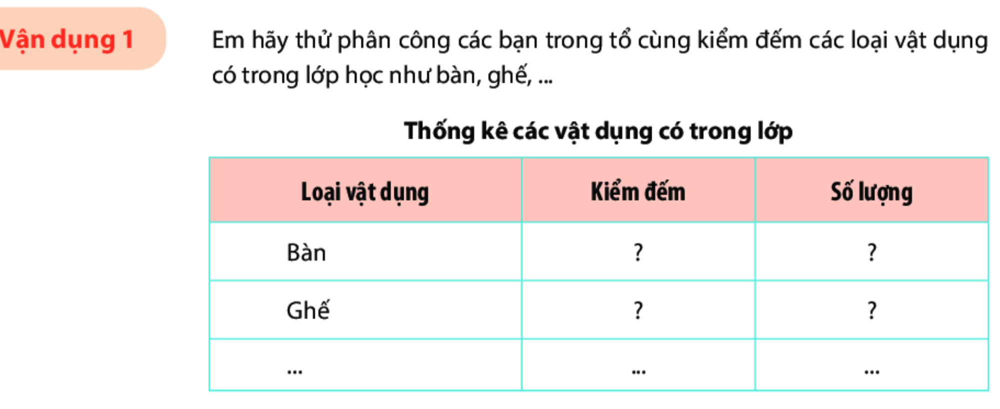 Vận dụng 1
Em hãy thử phân công các bạn trong tổ cùng kiểm đếm các loại vật dụng
có trong lớp học như bàn, ghế, ...
Thống kê các vật dụng có trong lớp
Loại vật dụng Kiểm đếm Số lượng
Bàn ? ?
Ghế ? ?
... ... ...